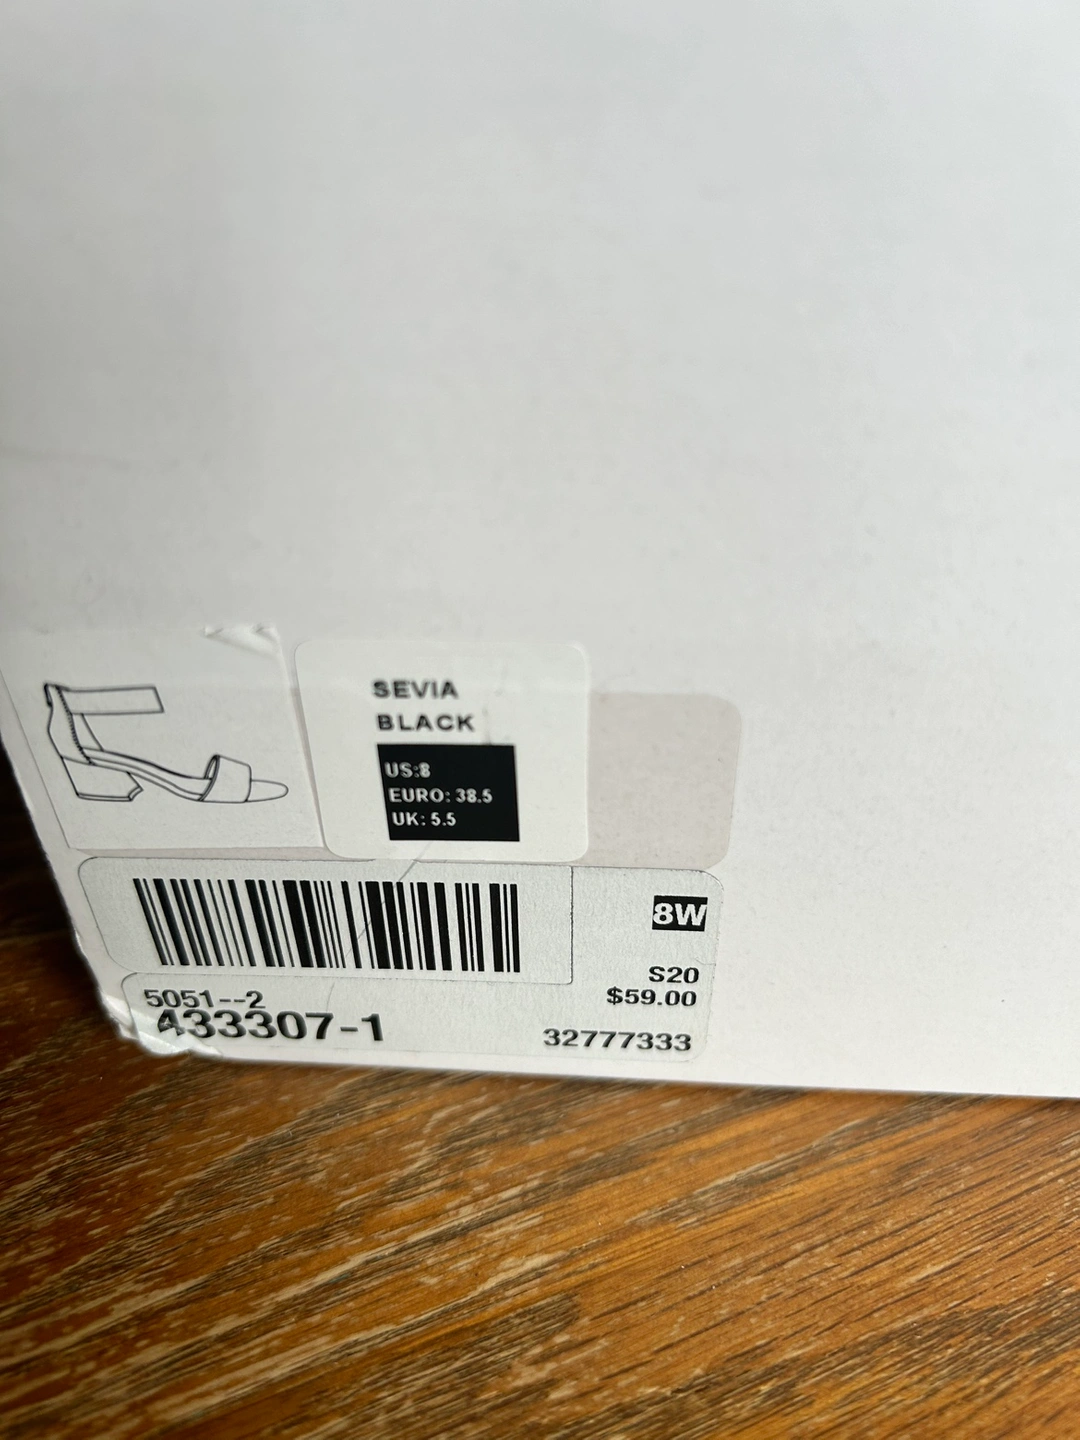 SEVIA
BLACK
US:8
EURO: 38.5
UK: 5.5
8W
S20
$59.00
5051--2
433307-1
32777333